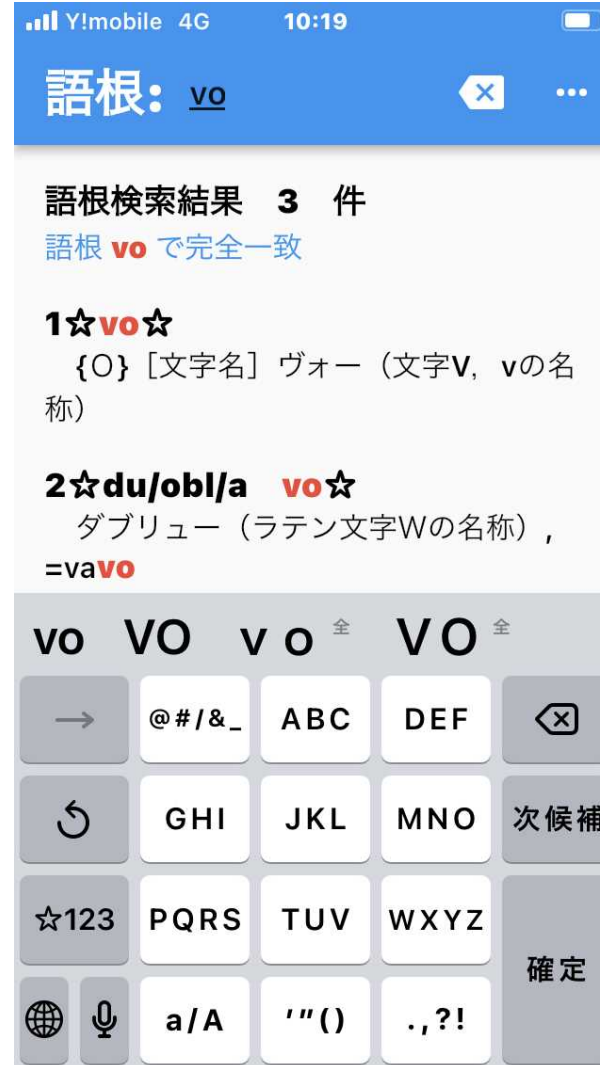 Y!mobile 4G 10:19
語根: vo
語根検索結果 3 件
語根 vo で完全一致
1☆vo☆
{O}［文字名］ヴォー（文字V, vの名
称）
2☆du/obl/a vo☆
ダブリュー（ラテン文字Wの名称）,
=vavo
vo VO ｖｏ 全 ＶＯ 全
→ @#/&_ ABC DEF
GHI JKL MNO 次候補
☆123 PQRS TUV WXYZ
確定
a/A '"() .,?!